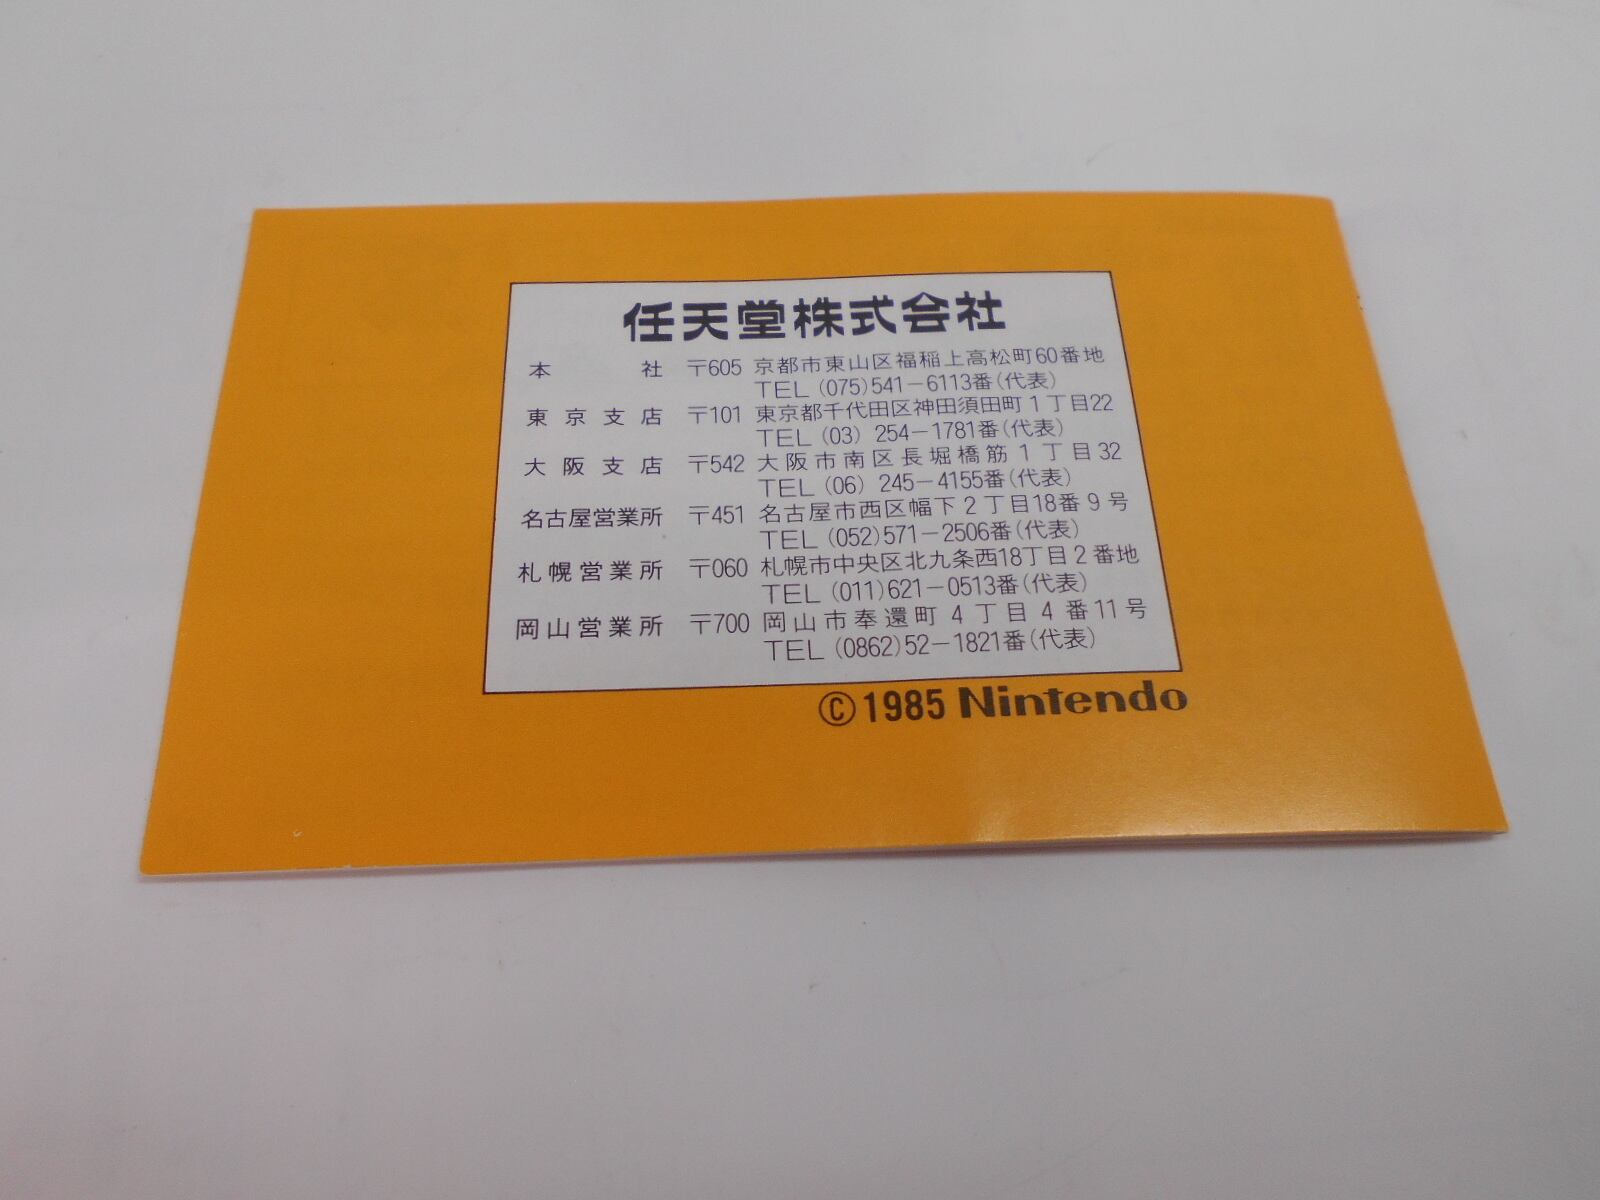 任天堂株式会社
本社 〒605 京都市東山区福稲上高松町60番地
TEL (075)541-6113番(代表)
東京支店 〒101 東京都千代田区神田須田町1丁目22
TEL (03) 254-1781番(代表)
大阪支店 〒542 大阪市南区長堀橋筋1丁目32
TEL (06) 245-4155番(代表)
名古屋営業所 〒451 名古屋市西区幅下2丁目18番9号
TEL (052)571-2506番(代表)
札幌営業所 〒060 札幌市中央区北九条西18丁目2番地
TEL (011)621-0513番(代表)
岡山営業所 〒700 岡山市奉還町4丁目4番11号
TEL (0862)52-1821番(代表)
©1985 Nintendo